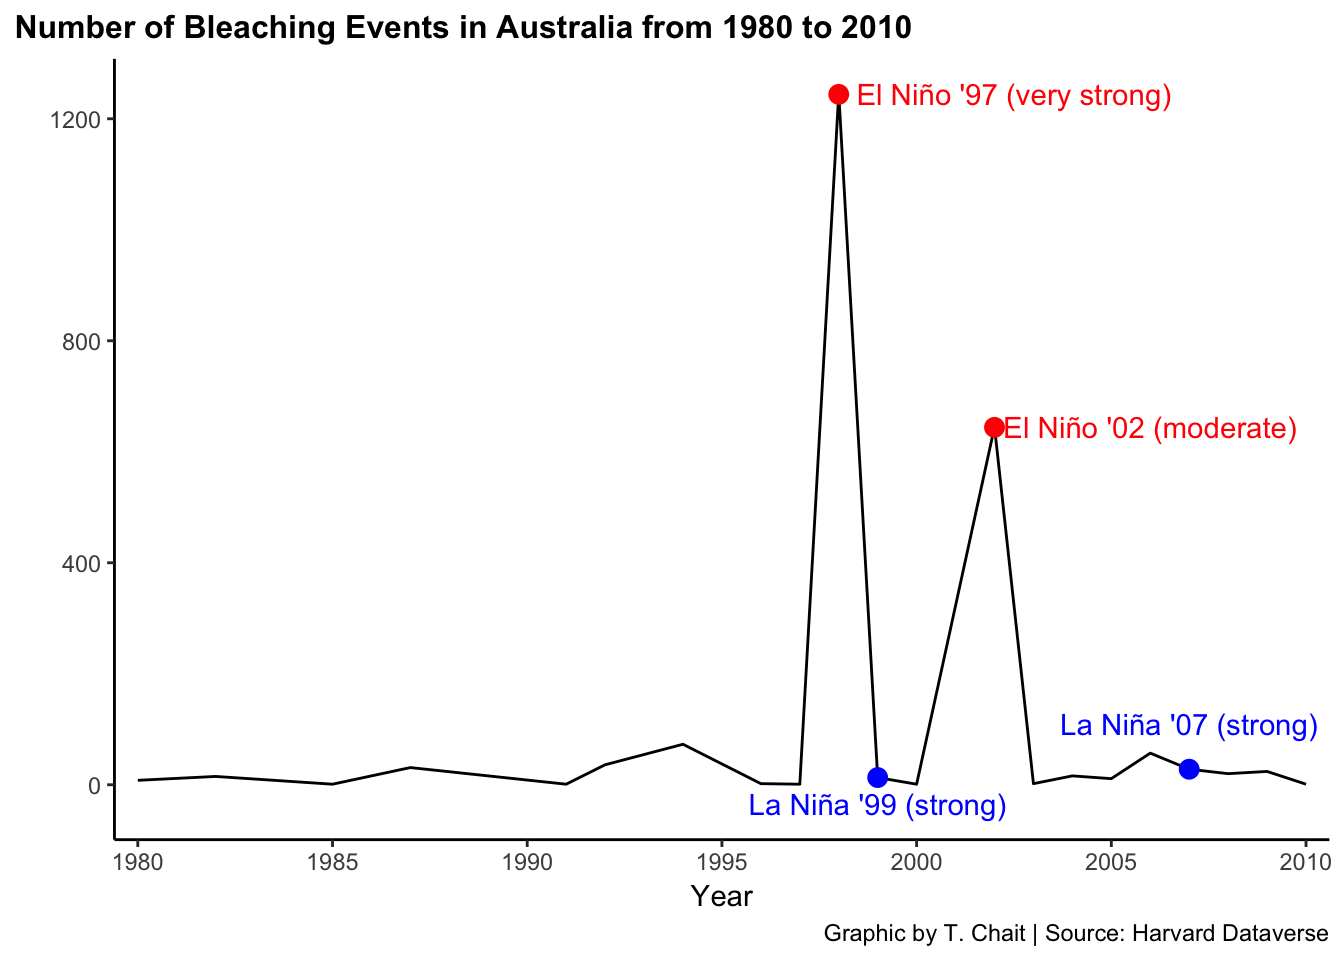 Number of Bleaching Events in Australia from 1980 to 2010
El Niño '97 (very strong)
1200
800
El Niño '02 (moderate)
400
La Niña '07 (strong)
0
La Niña '99 (strong)
1980 1985 1990 1995 2000 2005 2010
Year
Graphic by T. Chait | Source: Harvard Dataverse